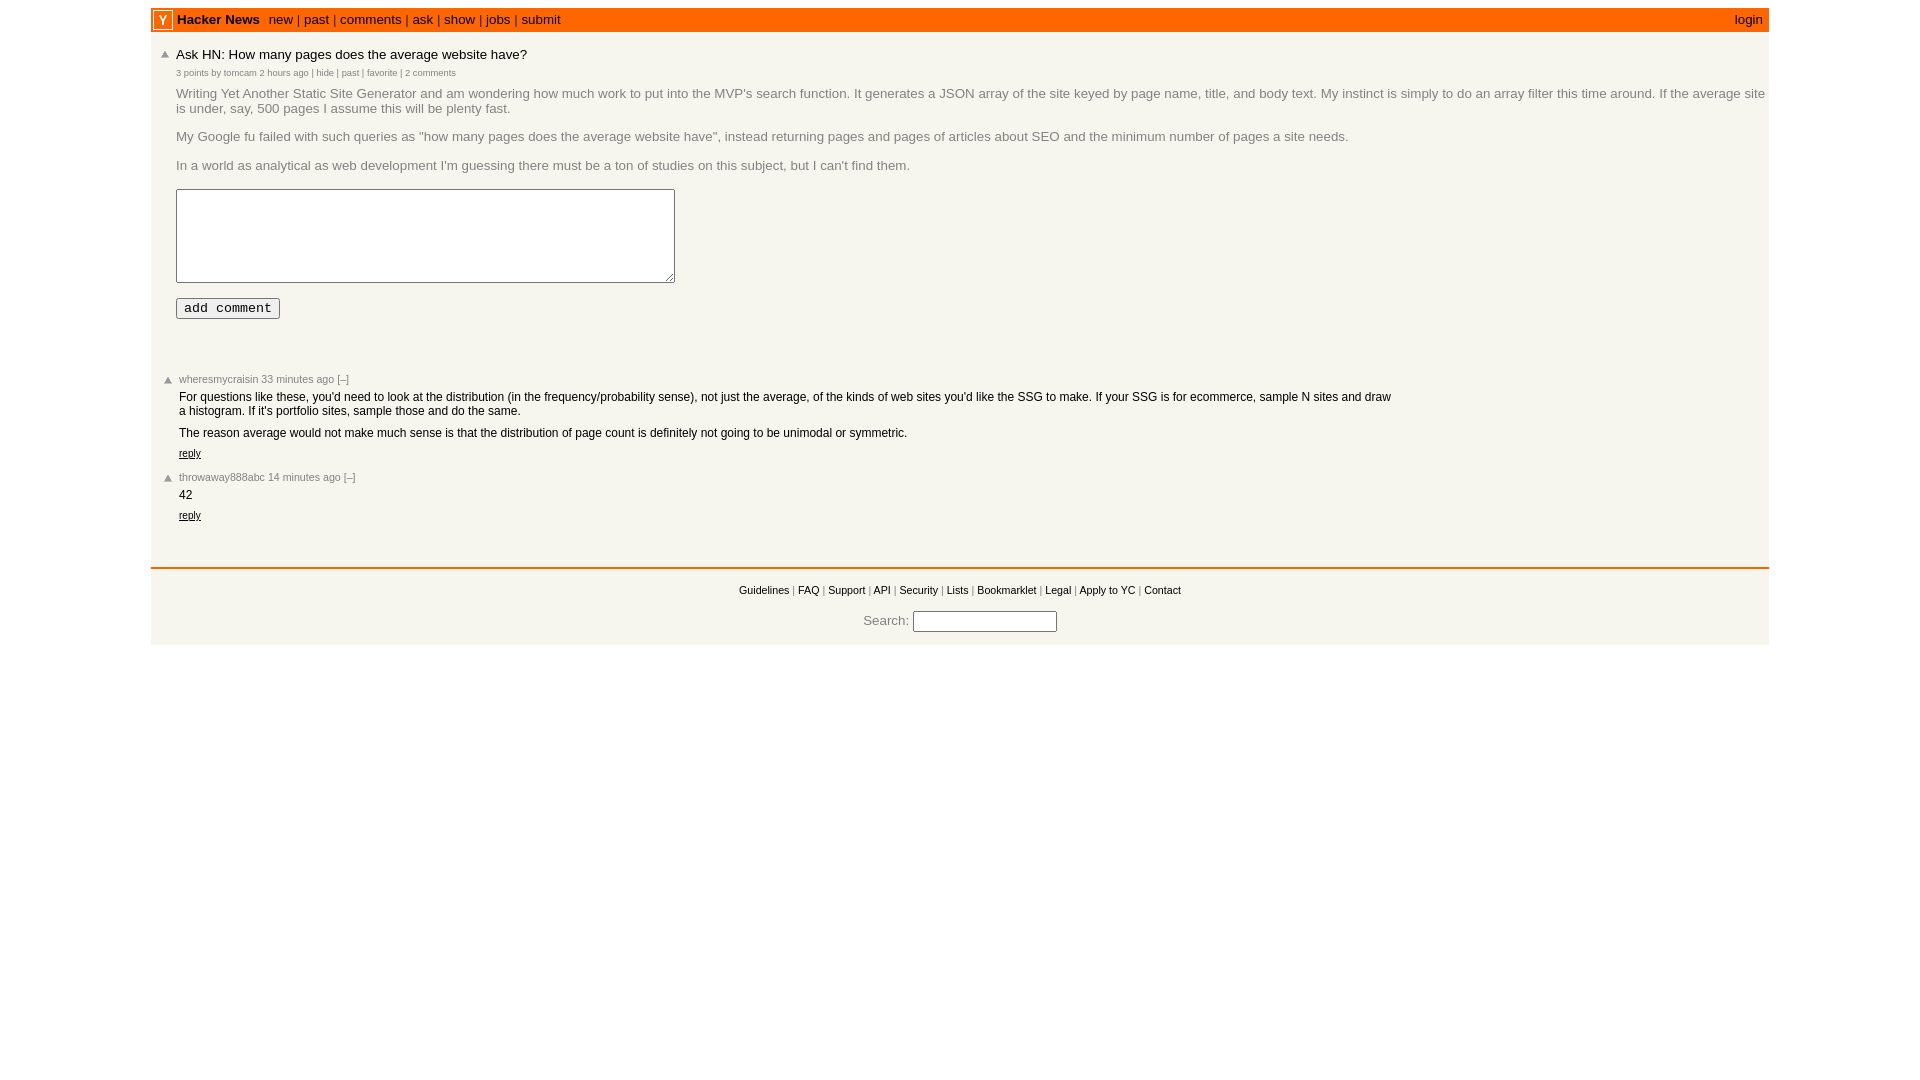 Y Hacker News new | past | comments | ask | show | jobs | submit login
Ask HN: How many pages does the average website have?
3 points by tomcam 2 hours ago | hide | past | favorite | 2 comments
Writing Yet Another Static Site Generator and am wondering how much work to put into the MVP's search function. It generates a JSON array of the site keyed by page name, title, and body text. My instinct is simply to do an array filter this time around. If the average site
is under, say, 500 pages I assume this will be plenty fast.
My Google fu failed with such queries as "how many pages does the average website have", instead returning pages and pages of articles about SEO and the minimum number of pages a site needs.
In a world as analytical as web development I'm guessing there must be a ton of studies on this subject, but I can't find them.
add comment
wheresmycraisin 33 minutes ago [–]
For questions like these, you'd need to look at the distribution (in the frequency/probability sense), not just the average, of the kinds of web sites you'd like the SSG to make. If your SSG is for ecommerce, sample N sites and draw
a histogram. If it's portfolio sites, sample those and do the same.
The reason average would not make much sense is that the distribution of page count is definitely not going to be unimodal or symmetric.
reply
throwaway888abc 14 minutes ago [–]
42
reply
Guidelines | FAQ | Support | API | Security | Lists | Bookmarklet | Legal | Apply to YC | Contact
Search: